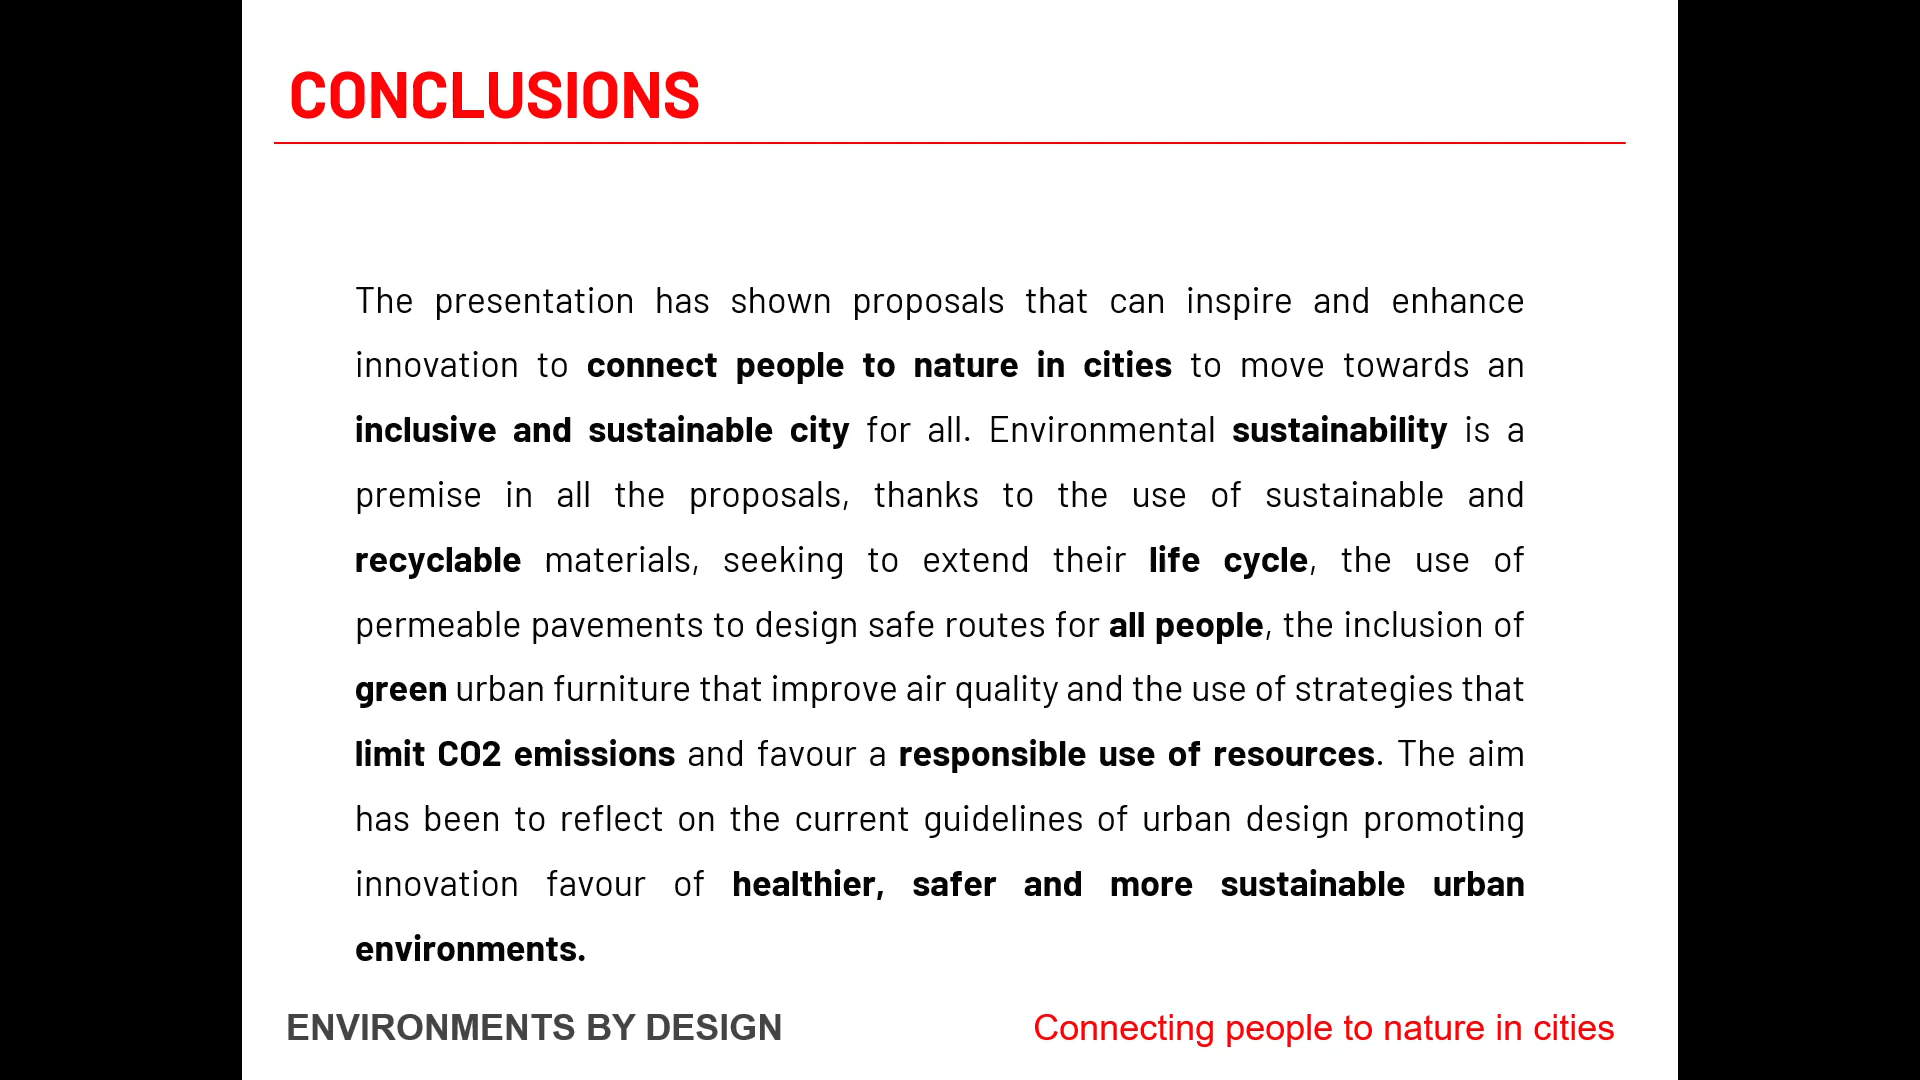 CONCLUSIONS
The presentation has shown proposals that can inspire and enhance
innovation to connect people to nature in cities to move towards an
inclusive and sustainable city for all. Environmental sustainability is a
premise in all the proposals, thanks to the use of sustainable and
recyclable materials, seeking to extend their life cycle, the use of
permeable pavements to design safe routes for all people, the inclusion of
green urban furniture that improve air quality and the use of strategies that
limit CO2 emissions and favour a responsible use of resources. The aim
has been to reflect on the current guidelines of urban design promoting
innovation favour of healthier, safer and more sustainable urban
environments.
ENVIRONMENTS BY DESIGN
Connecting people to nature in cities